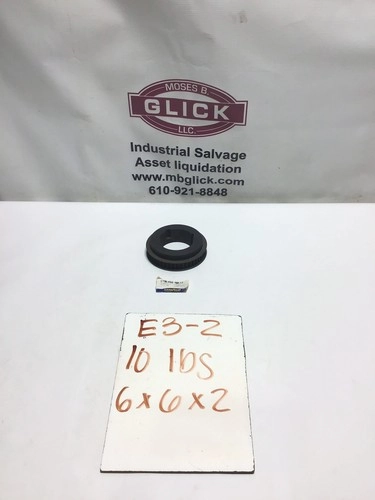 MOSES B.
GLICK
LLC.
Industrial Salvage
Asset liquidation
www.mbglick.com
610-921-8848
E3-2
10 lbs
6x6x2